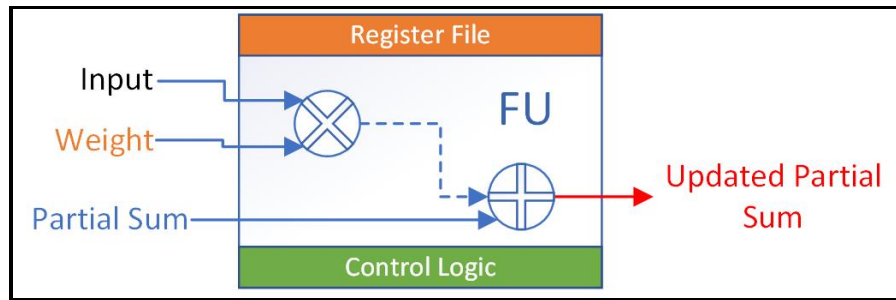 Register File
Input
FU
Weight
Updated Partial
Sum
Partial Sum
Control Logic